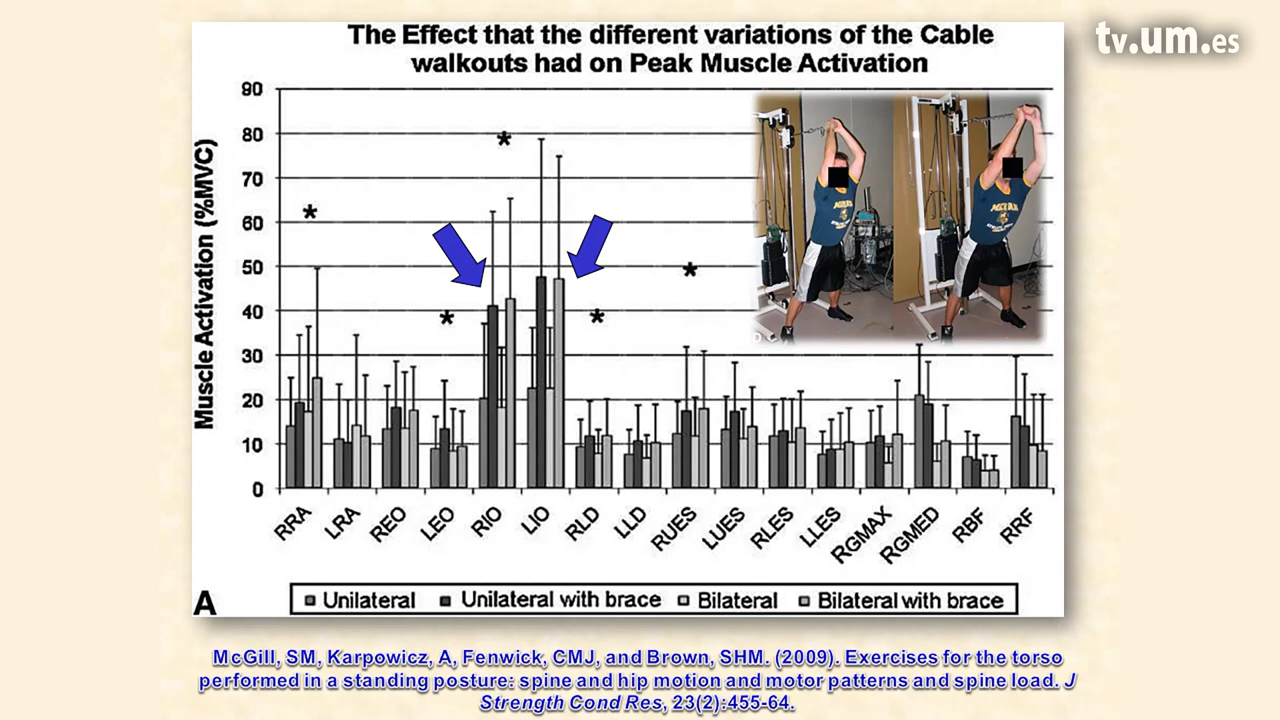 tv.um.es
The Effect that the different variations of the Cable
walkouts had on Peak Muscle Activation
Muscle Activation (%MVC)
90
80
70
60
50
40
30
20
10
0
*
*
*
*
*
RRA
LRA
REO
LEO
RIO
LIO
RLD
LLD
RUES
LUES
RLES
LLES
RGMAX
RGMED
RBF
RRF
A
Unilateral
Unilateral with brace
Bilateral
Bilateral with brace
McGill, SM, Karpowicz, A, Fenwick, CMJ, and Brown, SHM. (2009). Exercises for the torso
performed in a standing posture: spine and hip motion and motor patterns and spine load. J
Strength Cond Res, 23(2):455-64.